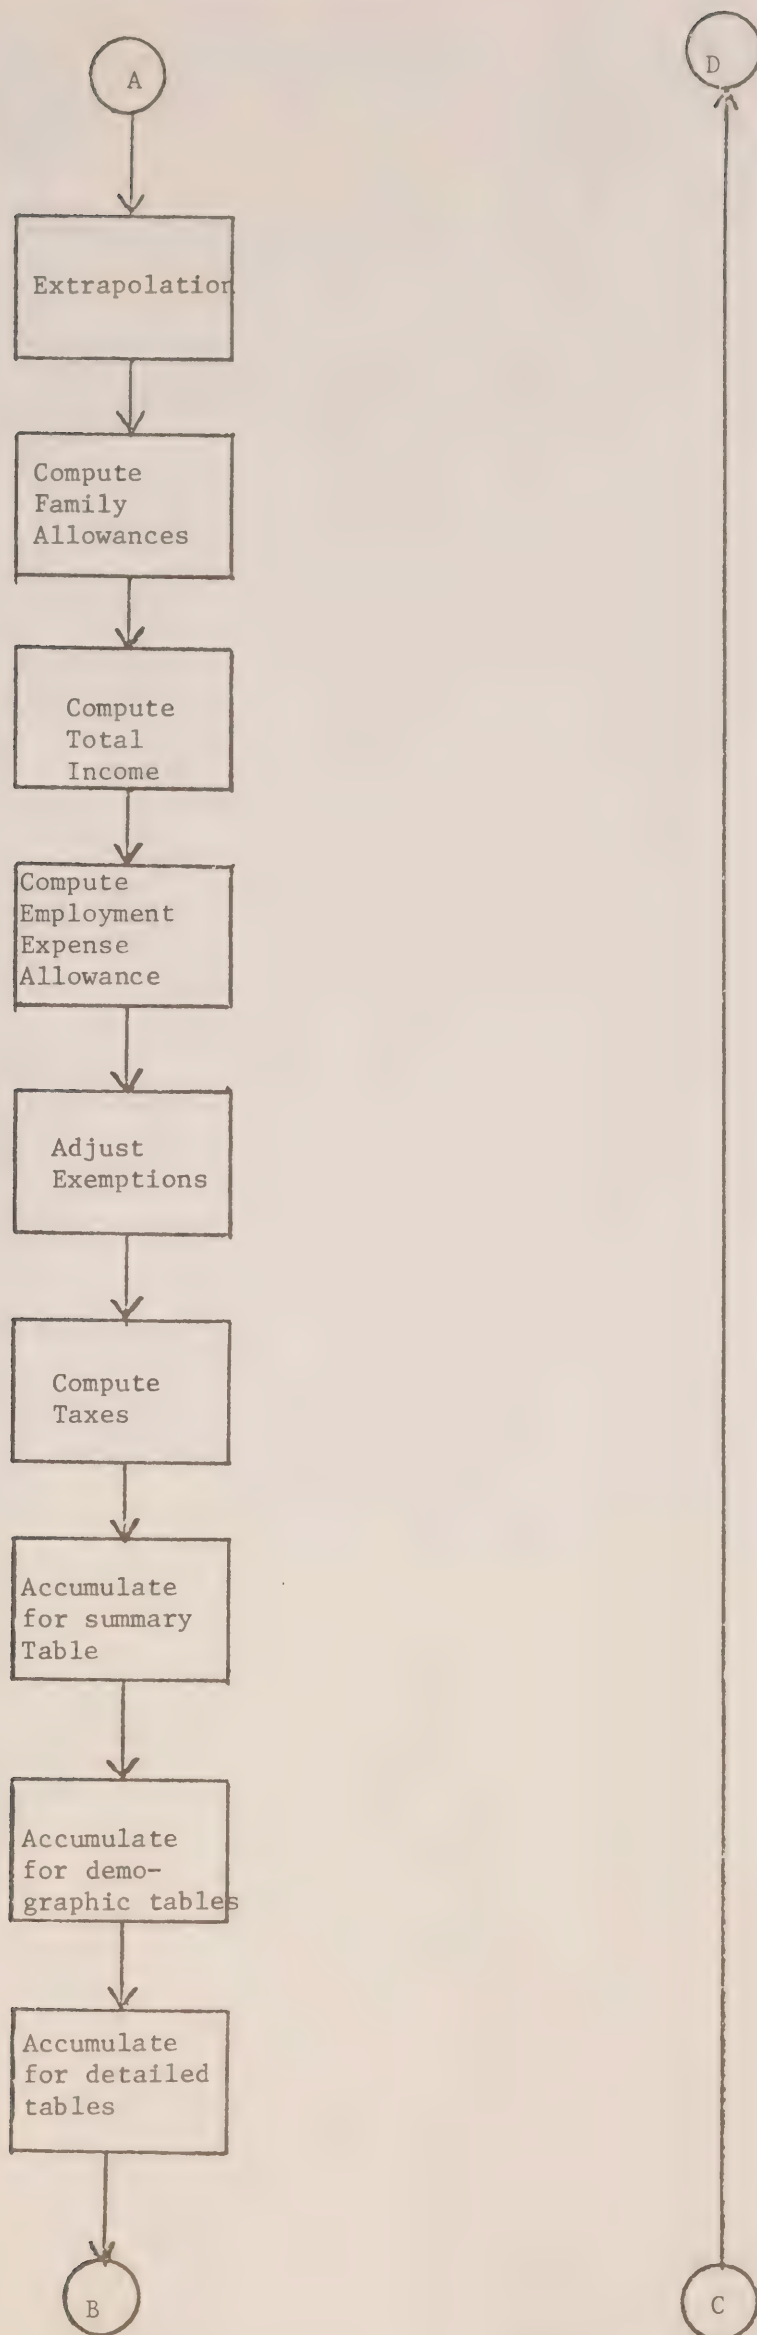 A
D
Extrapolation
Compute
Family
Allowances
Compute
Total
Income
Compute
Employment
Expense
Allowance
Adjust
Exemptions
Compute
Taxes
Accumulate
for summary
Table
Accumulate
for demo-
graphic tables
Accumulate
for detailed
tables
B
C